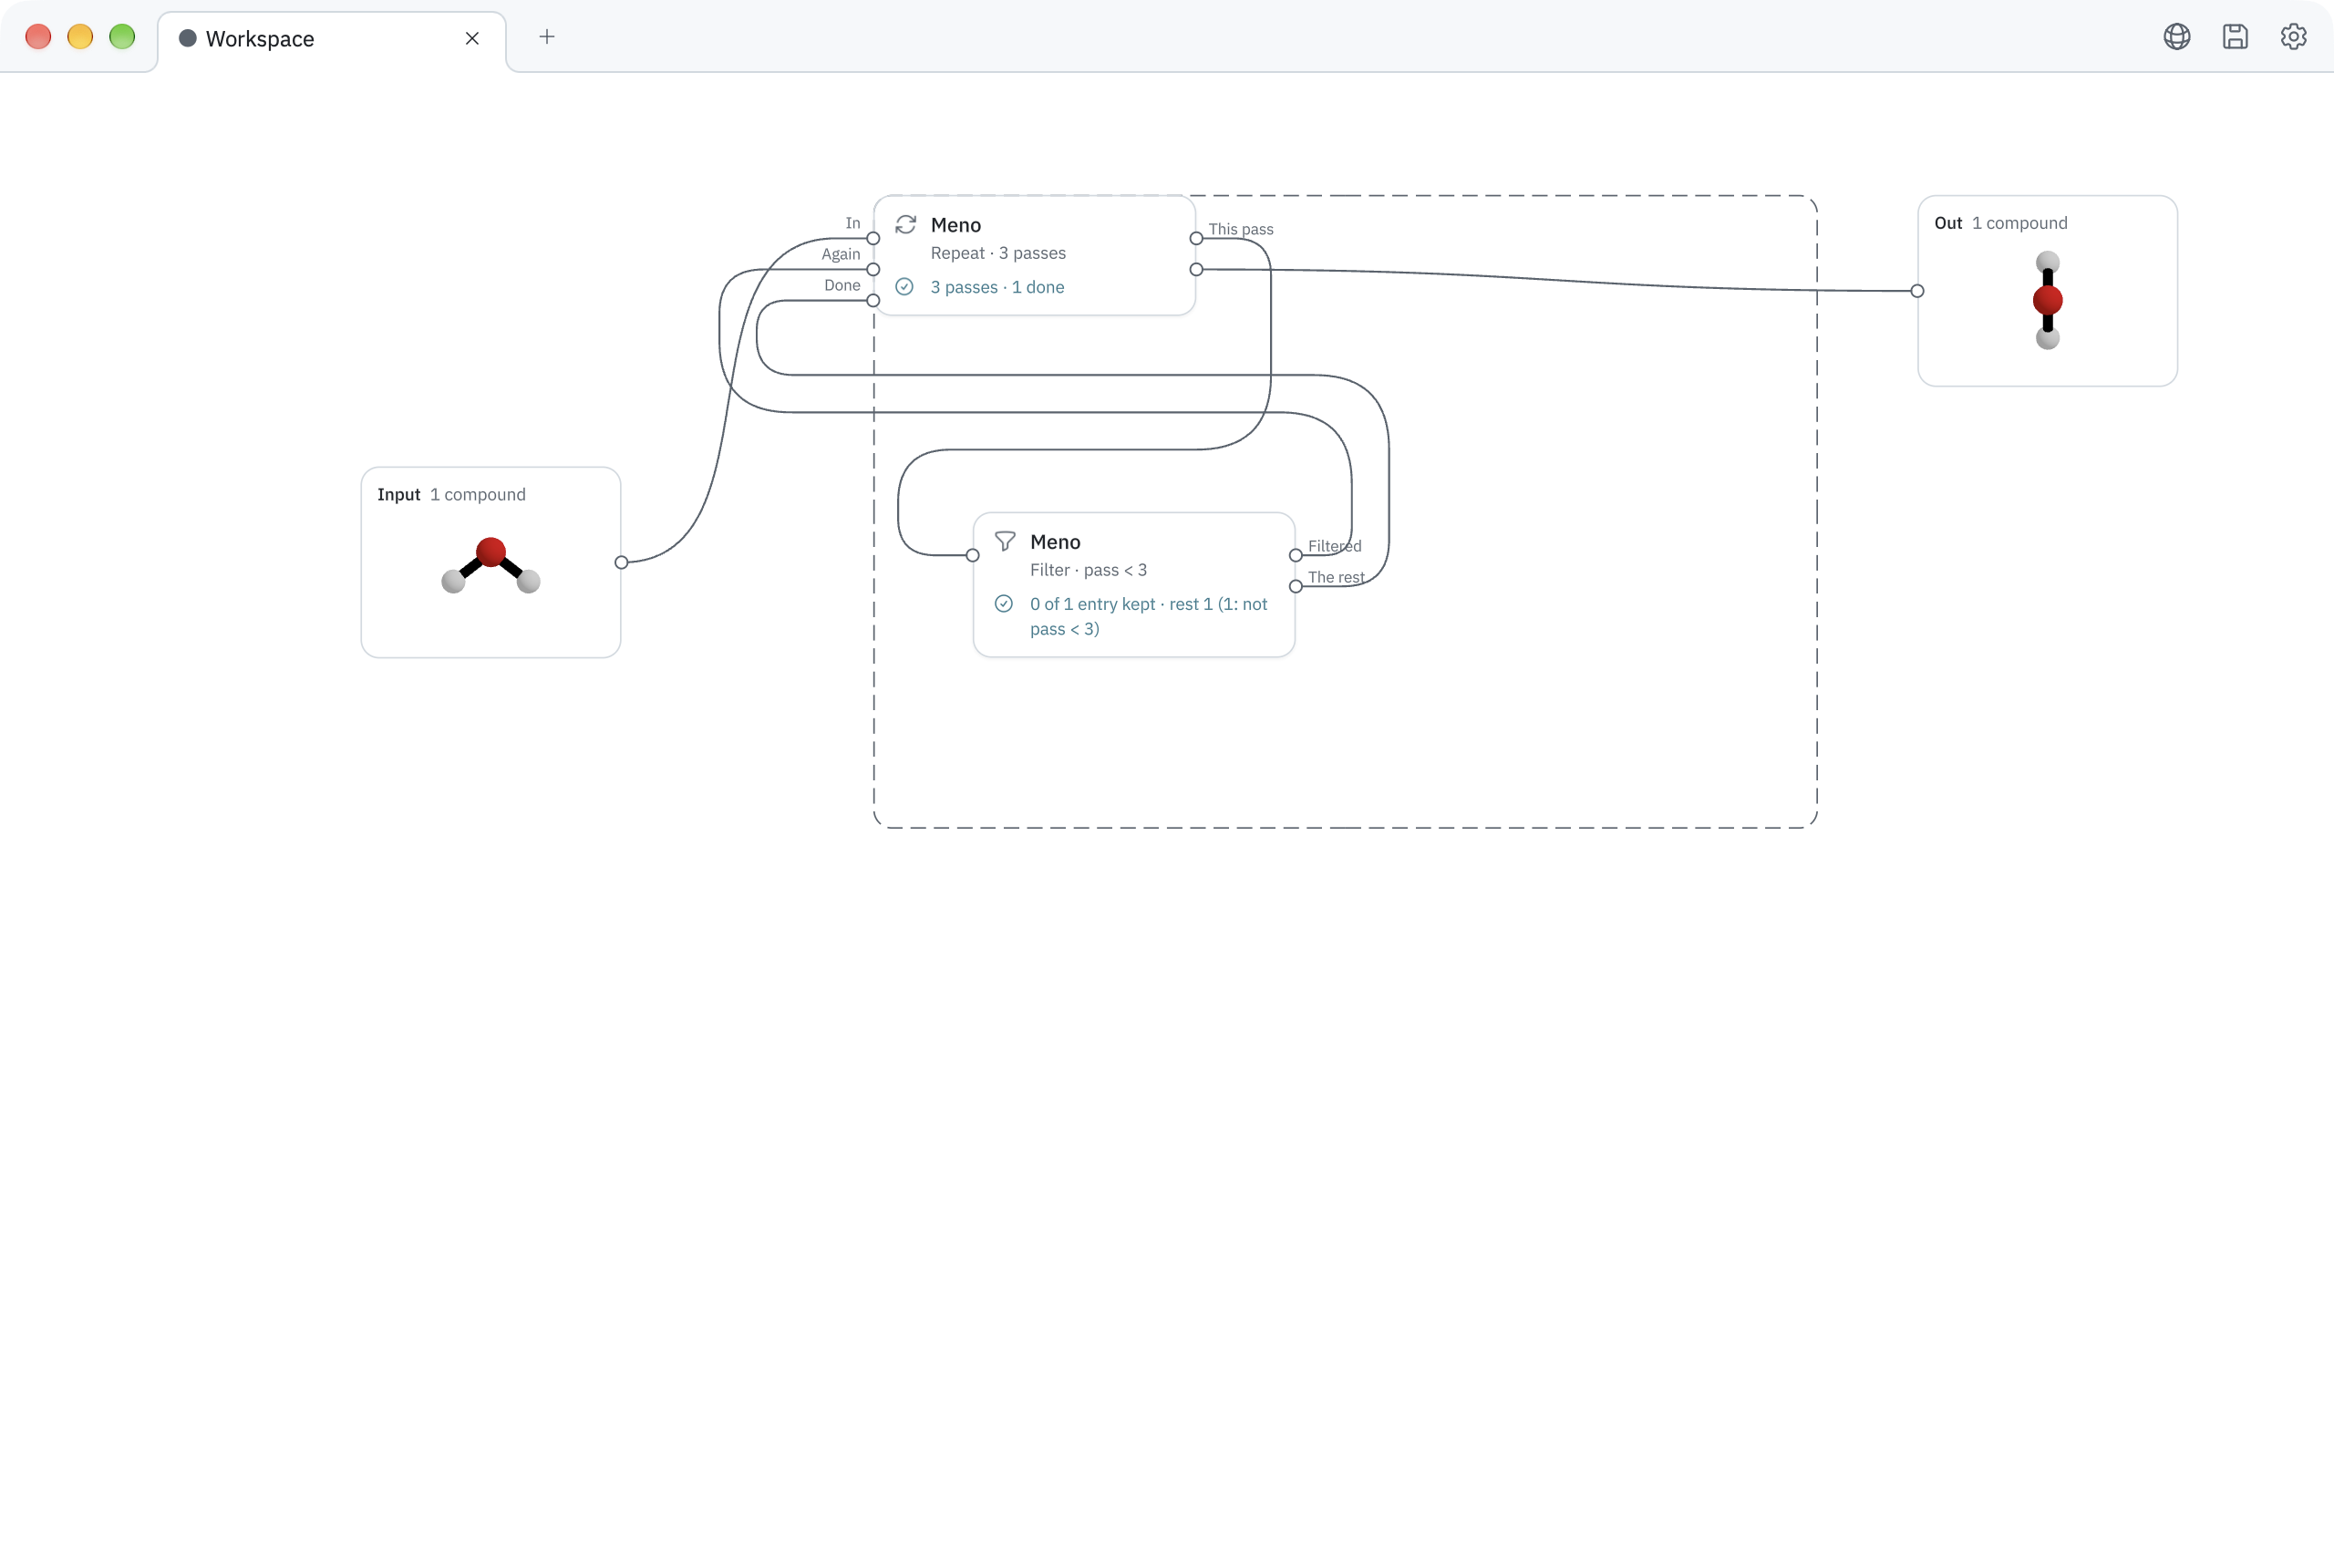 Workspace
In
Again
Done
Meno
Repeat · 3 passes
3 passes · 1 done
This pass
Out 1 compound
Input 1 compound
Meno
Filter · pass < 3
0 of 1 entry kept · rest 1 (1: not
pass < 3)
Filtered
The rest